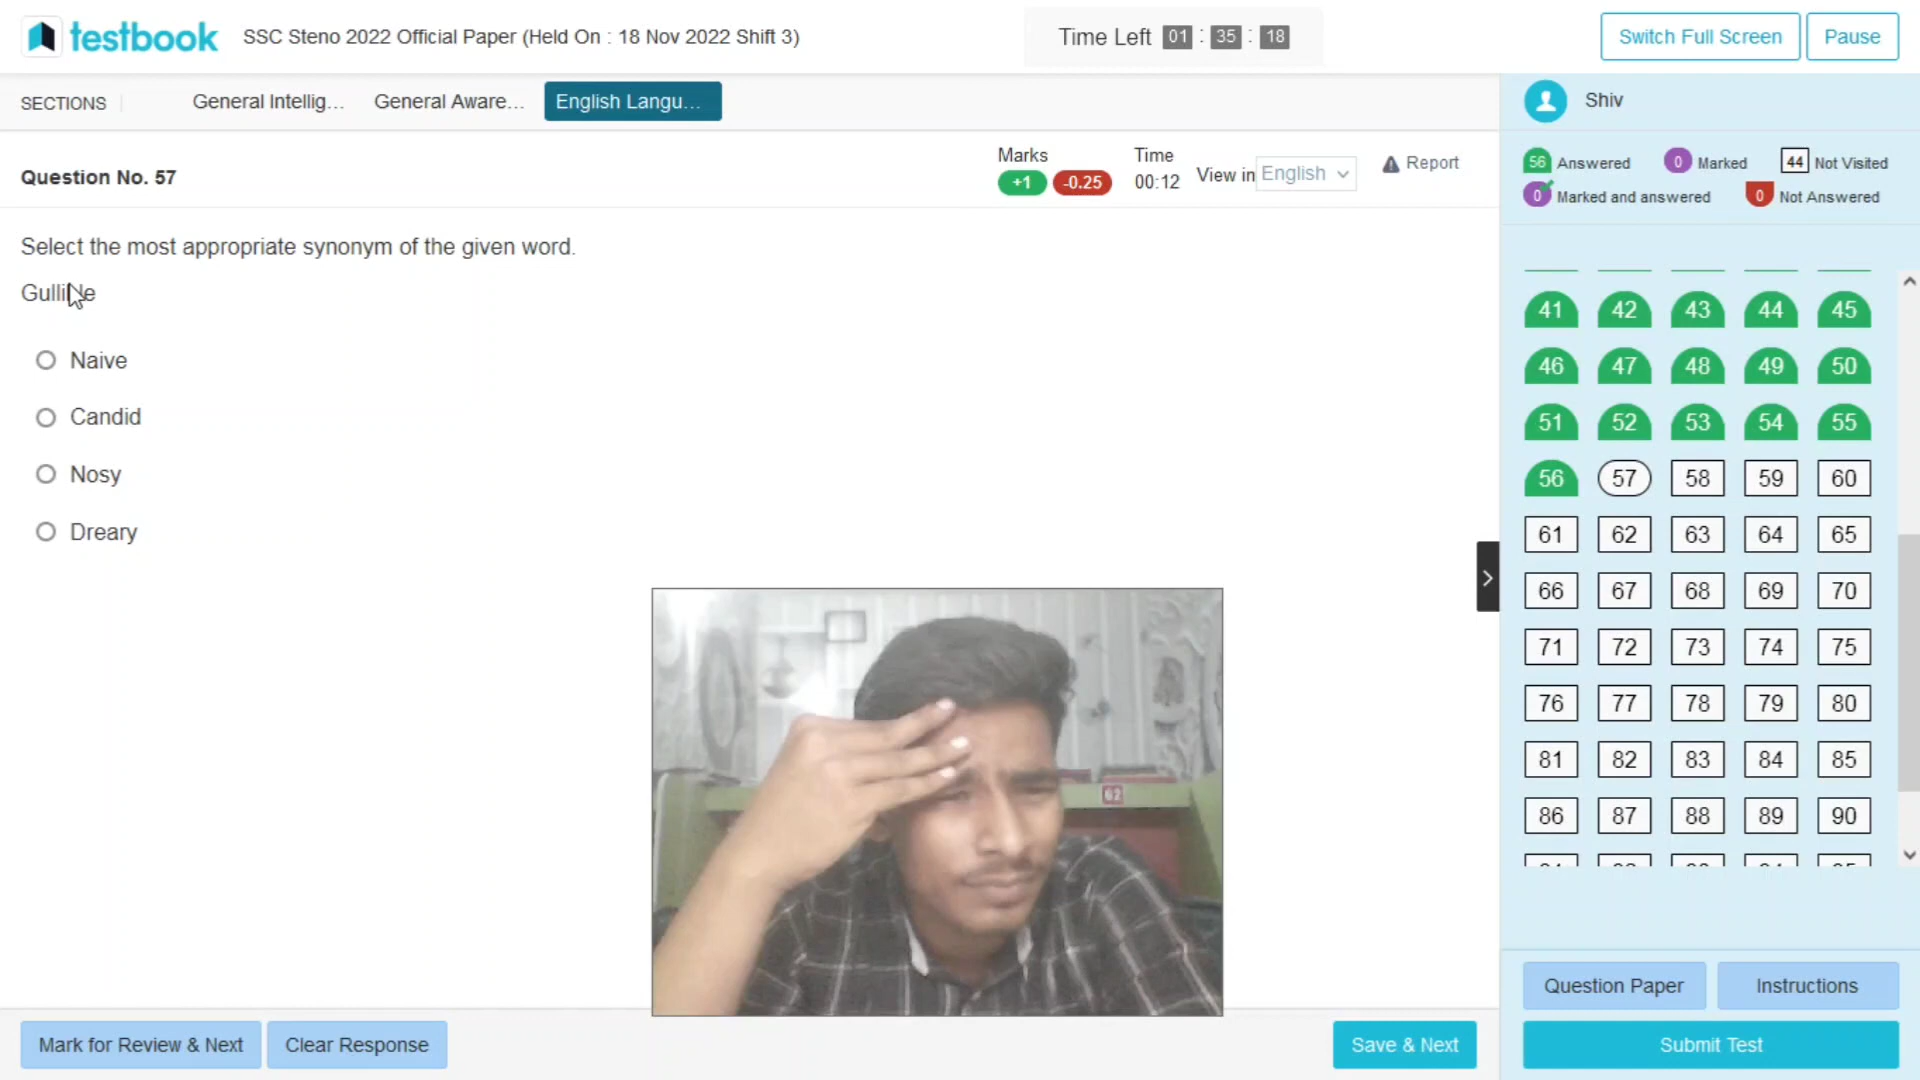 testbook SSC Steno 2022 Official Paper (Held On : 18 Nov 2022 Shift 3) Time Left 01 : 35 : 18 Switch Full Screen Pause
SECTIONS General Intellig... General Aware... English Langu...
Shiv
Question No. 57
Marks
+1 -0.25
Time
00:12
View in English
Report
56 Answered 0 Marked 44 Not Visited
0 Marked and answered 0 Not Answered
Select the most appropriate synonym of the given word.
Naive
Candid
Nosy
Dreary
41 42 43 44 45
46 47 48 49 50
51 52 53 54 55
56 57 58 59 60
61 62 63 64 65
66 67 68 69 70
71 72 73 74 75
76 77 78 79 80
81 82 83 84 85
86 87 88 89 90
62
Question Paper Instructions
Mark for Review & Next Clear Response Save & Next Submit Test